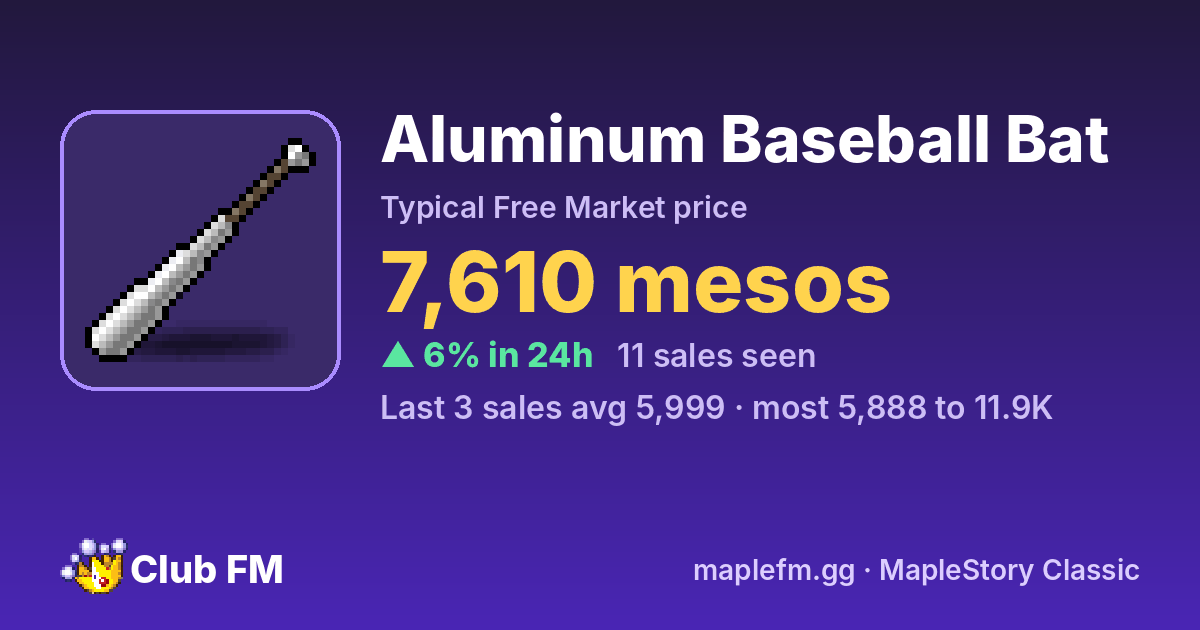 Aluminum Baseball Bat
Typical Free Market price
7,610 mesos
▲ 6% in 24h 11 sales seen
Last 3 sales avg 5,999 · most 5,888 to 11.9K
Club FM
maplefm.gg · MapleStory Classic